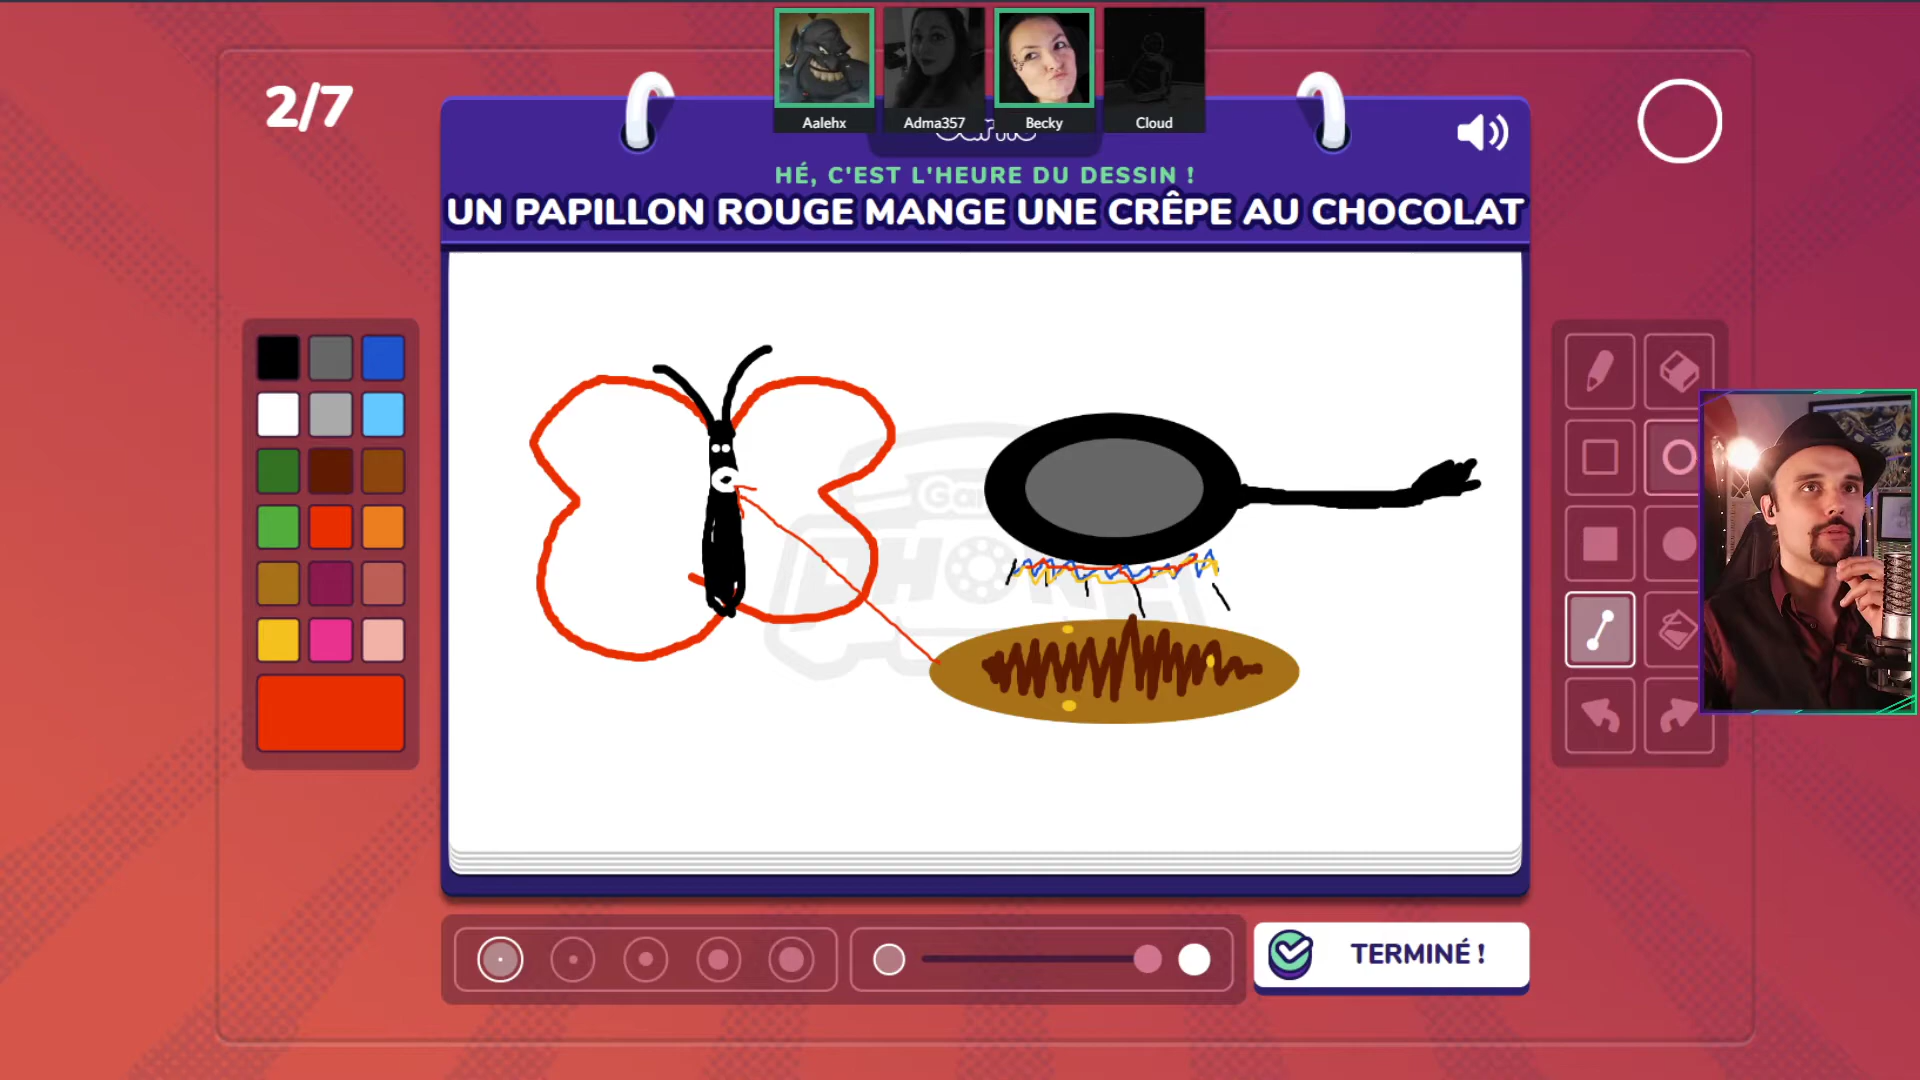 2/7
Aalehx
Adma357
Becky
Cloud
HÉ, C'EST L'HEURE DU DESSIN !
UN PAPILLON ROUGE MANGE UNE CRÊPE AU CHOCOLAT
PHONE
TERMINÉ !